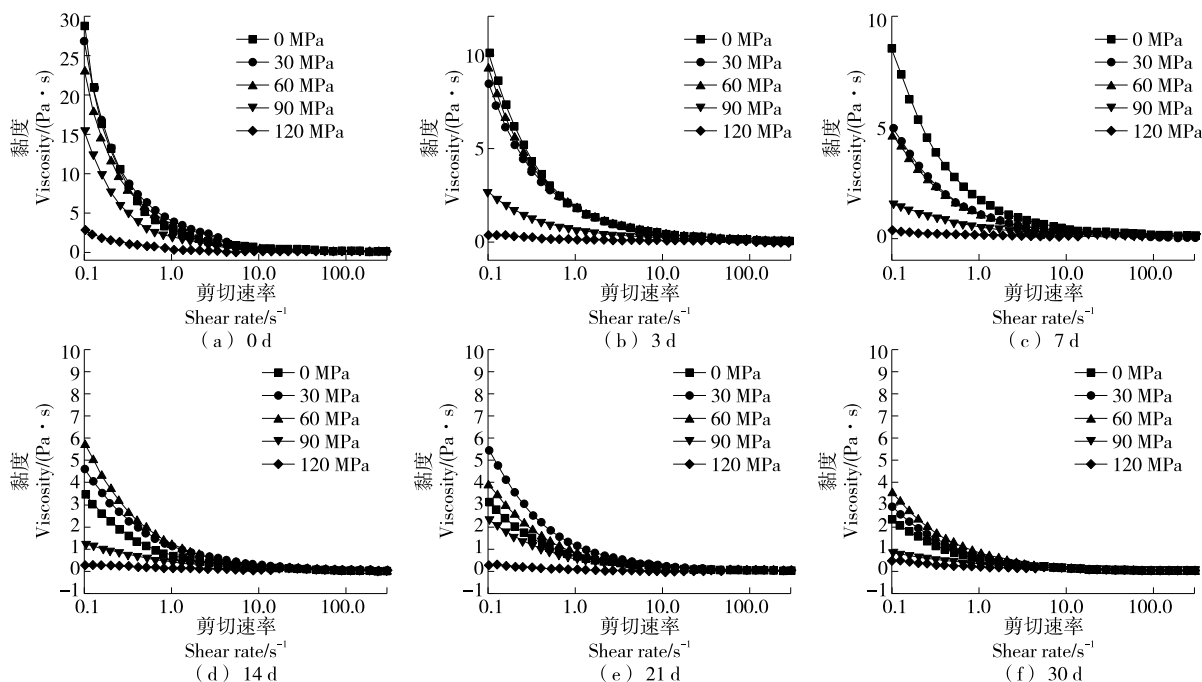 30
25
20
15
10
5
0
黏度
Viscosity/(Pa·s)
0 MPa
30 MPa
60 MPa
90 MPa
120 MPa
0.1 1.0 10.0 100.0
剪切速率
Shear rate/s⁻¹
(a) 0 d
10
5
0
黏度
Viscosity/(Pa·s)
0 MPa
30 MPa
60 MPa
90 MPa
120 MPa
0.1 1.0 10.0 100.0
剪切速率
Shear rate/s⁻¹
(b) 3 d
10
5
0
黏度
Viscosity/(Pa·s)
0 MPa
30 MPa
60 MPa
90 MPa
120 MPa
0.1 1.0 10.0 100.0
剪切速率
Shear rate/s⁻¹
(c) 7 d
10
9
8
7
6
5
4
3
2
1
0
-1
黏度
Viscosity/(Pa·s)
0 MPa
30 MPa
60 MPa
90 MPa
120 MPa
0.1 1.0 10.0 100.0
剪切速率
Shear rate/s⁻¹
(d) 14 d
10
9
8
7
6
5
4
3
2
1
0
-1
黏度
Viscosity/(Pa·s)
0 MPa
30 MPa
60 MPa
90 MPa
120 MPa
0.1 1.0 10.0 100.0
剪切速率
Shear rate/s⁻¹
(e) 21 d
10
9
8
7
6
5
4
3
2
1
0
-1
黏度
Viscosity/(Pa·s)
0 MPa
30 MPa
60 MPa
90 MPa
120 MPa
0.1 1.0 10.0 100.0
剪切速率
Shear rate/s⁻¹
(f) 30 d